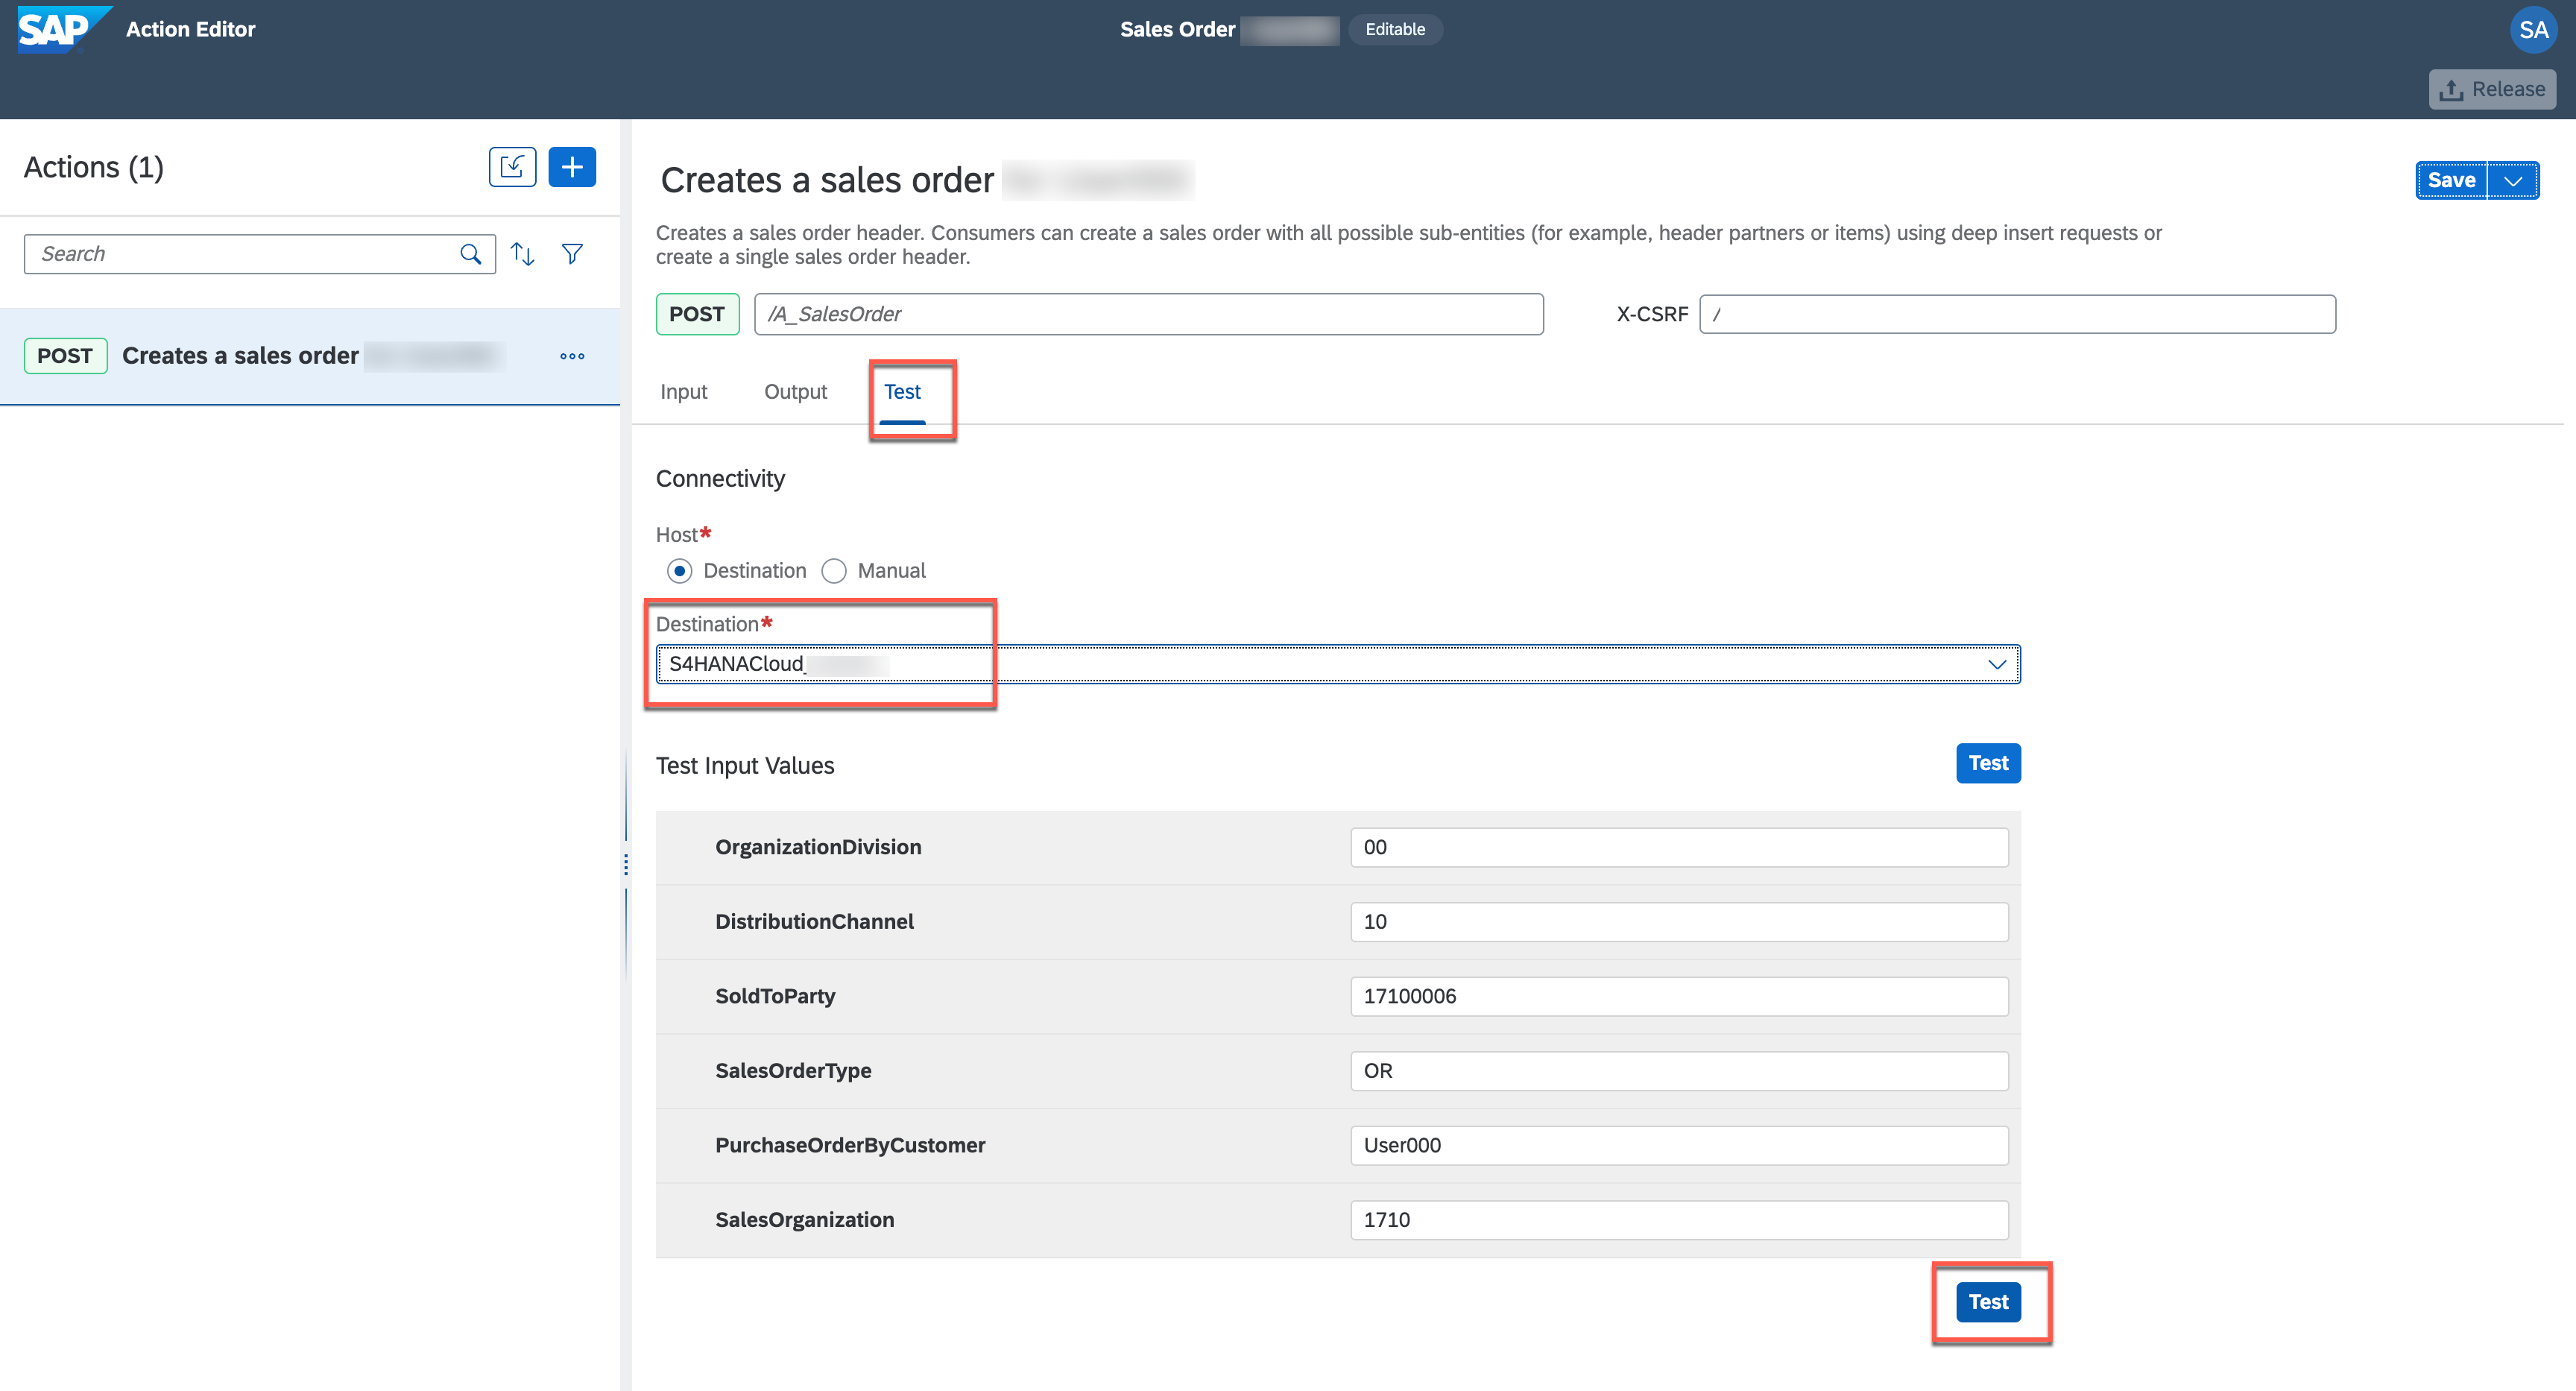 SAP Action Editor
Sales Order
Editable
SA
Release
Actions (1)
Search
POST Creates a sales order
Creates a sales order
Save
Creates a sales order header. Consumers can create a sales order with all possible sub-entities (for example, header partners or items) using deep insert requests or
create a single sales order header.
POST /A_SalesOrder X-CSRF /
Input Output Test
Connectivity
Host*
Destination Manual
Destination*
S4HANACloud_
Test Input Values Test
OrganizationDivision 00
DistributionChannel 10
SoldToParty 17100006
SalesOrderType OR
PurchaseOrderByCustomer User000
SalesOrganization 1710
Test